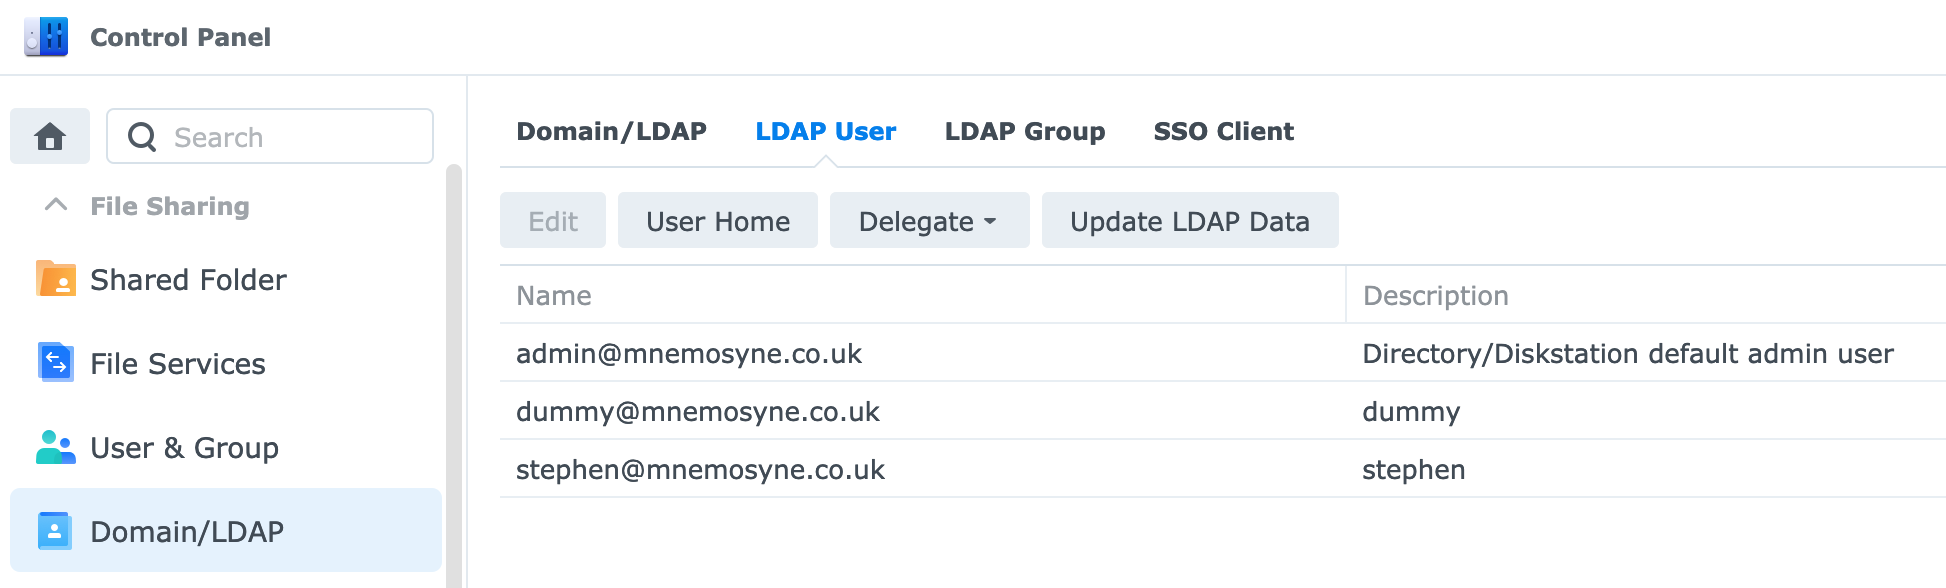 Control Panel
Search
File Sharing
Shared Folder
File Services
User & Group
Domain/LDAP
Domain/LDAP LDAP User LDAP Group SSO Client
Edit User Home Delegate Update LDAP Data
Name Description
admin@mnemosyne.co.uk Directory/Diskstation default admin user
dummy@mnemosyne.co.uk dummy
stephen@mnemosyne.co.uk stephen